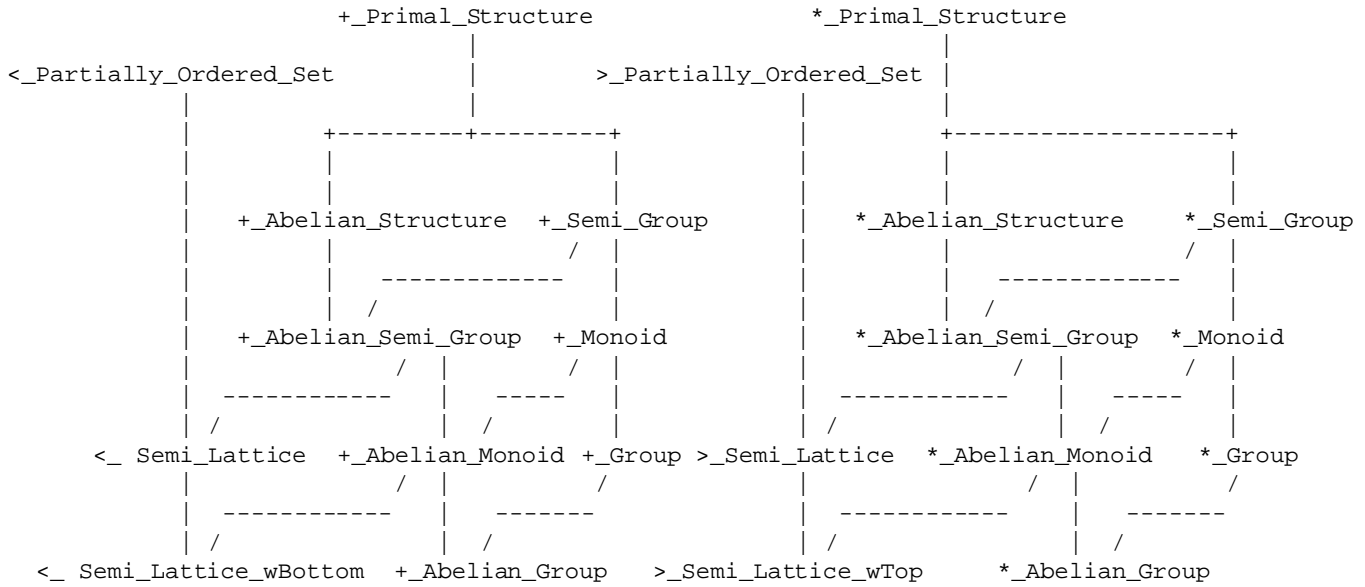 +_Primal_Structure *_Primal_Structure
<_Partially_Ordered_Set >_Partially_Ordered_Set
+_Abelian_Structure +_Semi_Group *_Abelian_Structure *_Semi_Group
+_Abelian_Semi_Group +_Monoid *_Abelian_Semi_Group *_Monoid
<_ Semi_Lattice +_Abelian_Monoid +_Group >_Semi_Lattice *_Abelian_Monoid *_Group
<_ Semi_Lattice_wBottom +_Abelian_Group >_Semi_Lattice_wTop *_Abelian_Group